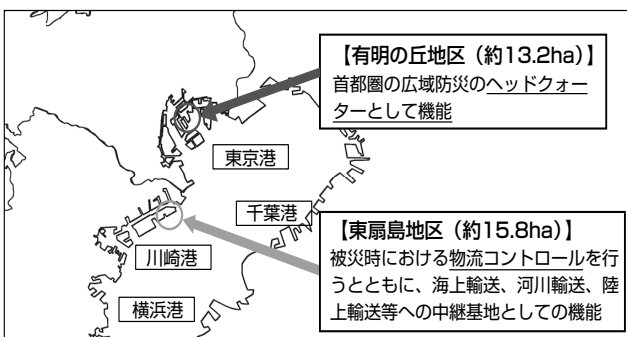 【有明の丘地区（約13.2ha）】
首都圏の広域防災のヘッドクォー
ターとして機能
東京港
千葉港
川崎港
横浜港
【東扇島地区（約15.8ha）】
被災時における物流コントロールを行
うとともに、海上輸送、河川輸送、陸
上輸送等への中継基地としての機能